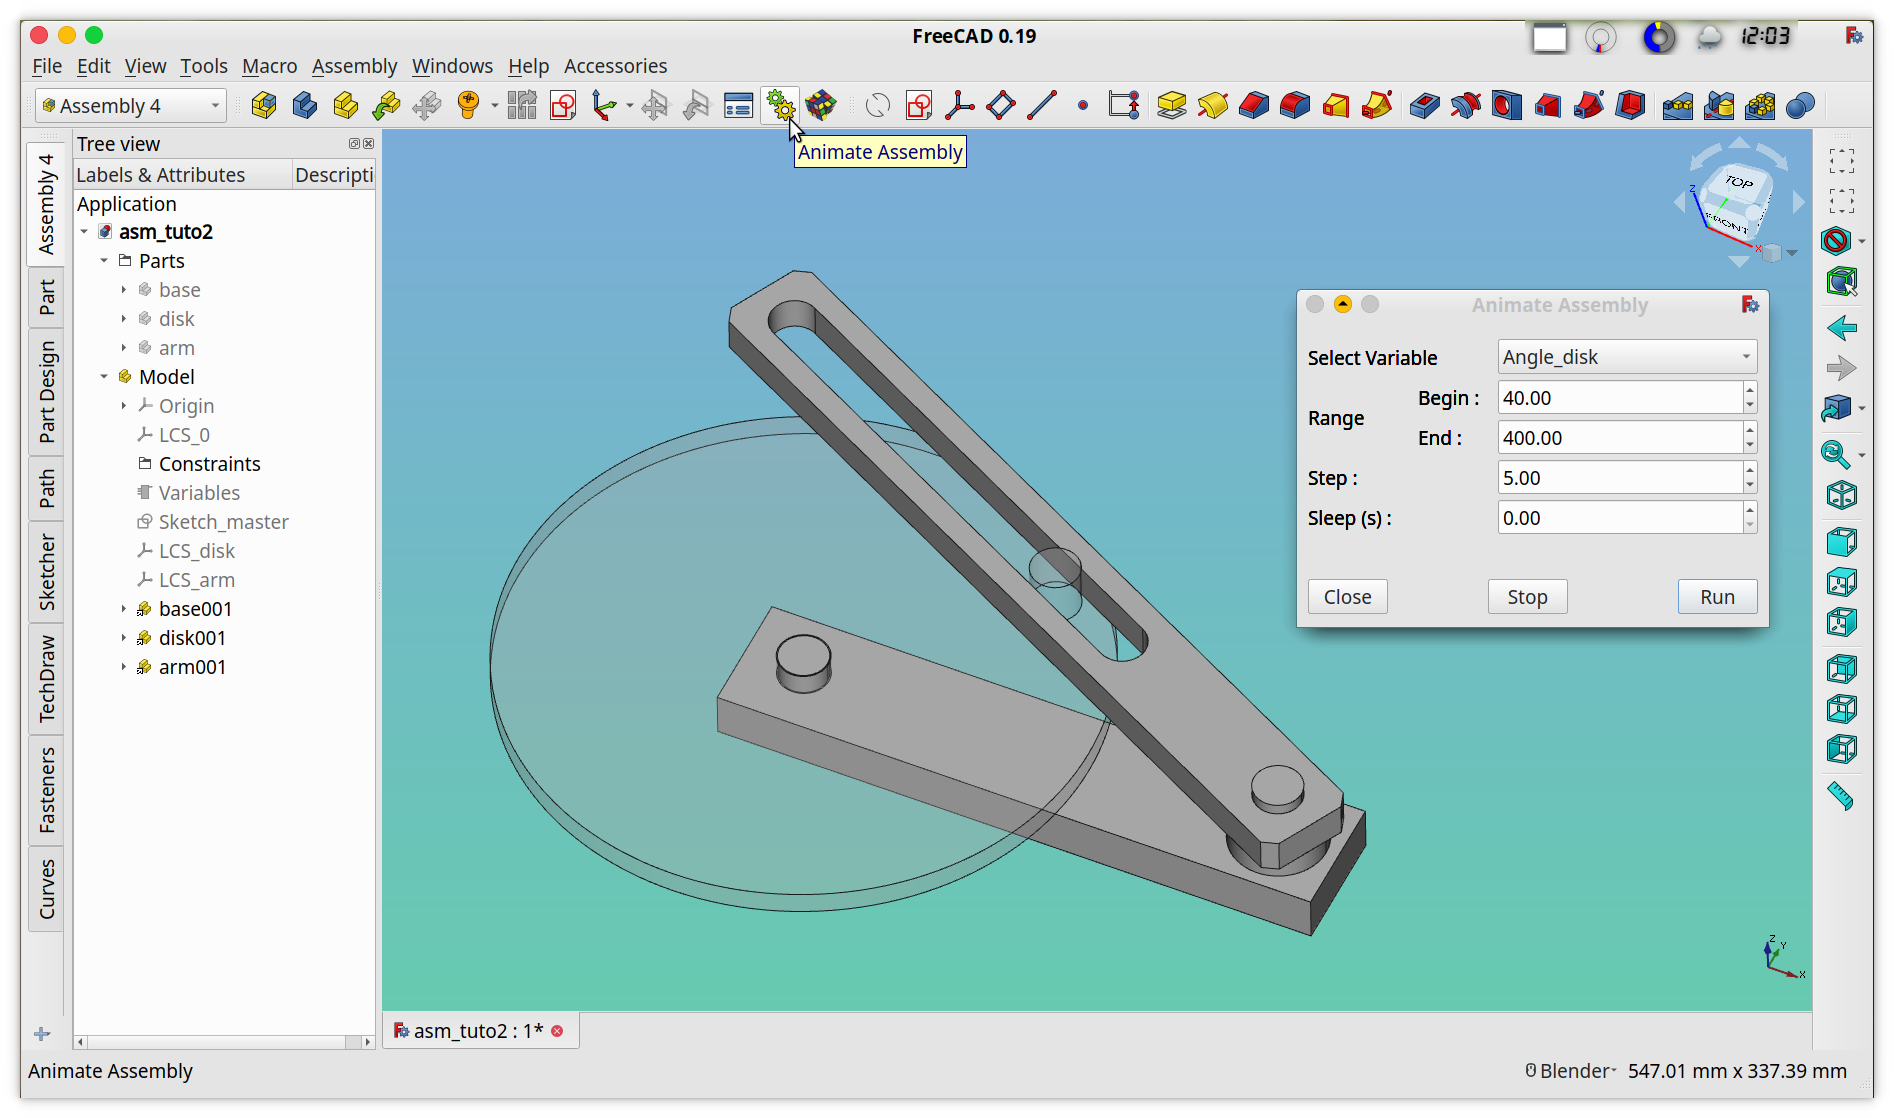 FreeCAD 0.19
12:03
File Edit View Tools Macro Assembly Windows Help Accessories
Assembly 4
Animate Assembly
Assembly 4
Part
Part Design
Path
Sketcher
TechDraw
Fasteners
Curves
Tree view
Labels & Attributes Descripti
Application
asm_tuto2
Parts
base
disk
arm
Model
Origin
LCS_0
Constraints
Variables
Sketch_master
LCS_disk
LCS_arm
base001
disk001
arm001
TOP
FRONT
Z
X
Animate Assembly
Select Variable Angle_disk
Range
Begin : 40.00
End : 400.00
Step : 5.00
Sleep (s) : 0.00
Close Stop Run
Z
Y
X
asm_tuto2 : 1*
Animate Assembly
Blender 547.01 mm x 337.39 mm